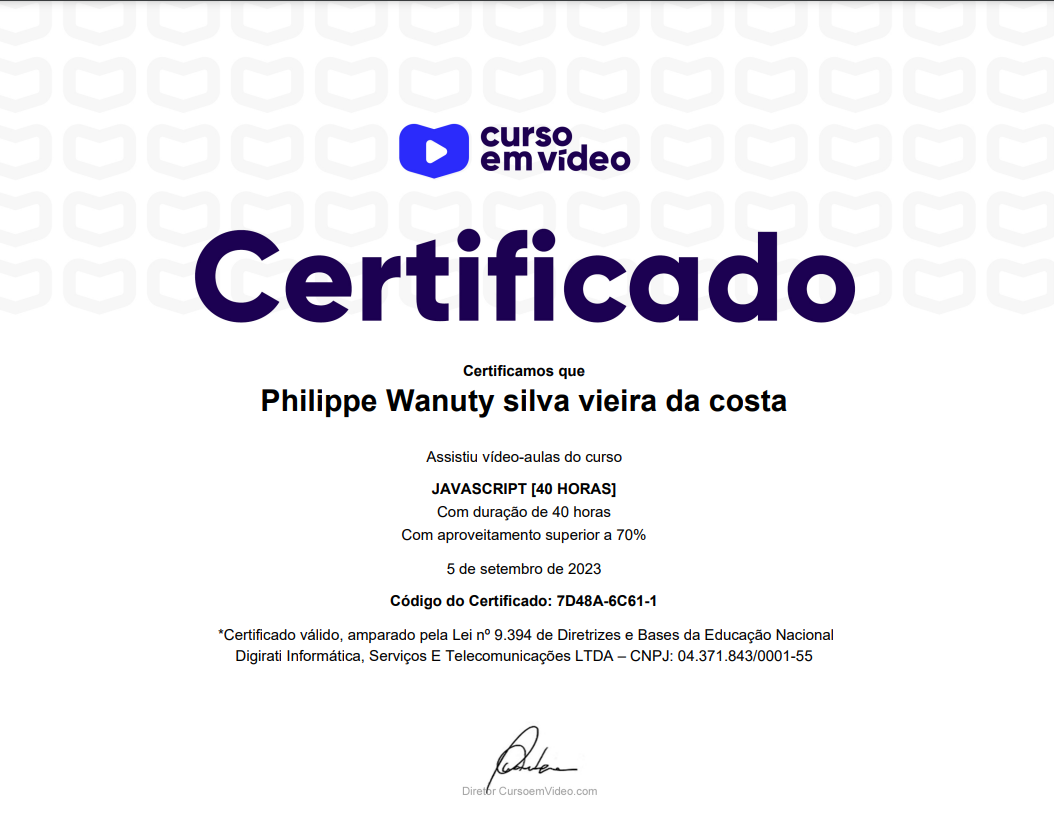 curso
em vídeo
Certificado
Certificamos que
Philippe Wanuty silva vieira da costa
Assistiu vídeo-aulas do curso
JAVASCRIPT [40 HORAS]
Com duração de 40 horas
Com aproveitamento superior a 70%
5 de setembro de 2023
Código do Certificado: 7D48A-6C61-1
*Certificado válido, amparado pela Lei nº 9.394 de Diretrizes e Bases da Educação Nacional
Digirati Informática, Serviços E Telecomunicações LTDA – CNPJ: 04.371.843/0001-55
Diretor CursoemVideo.com